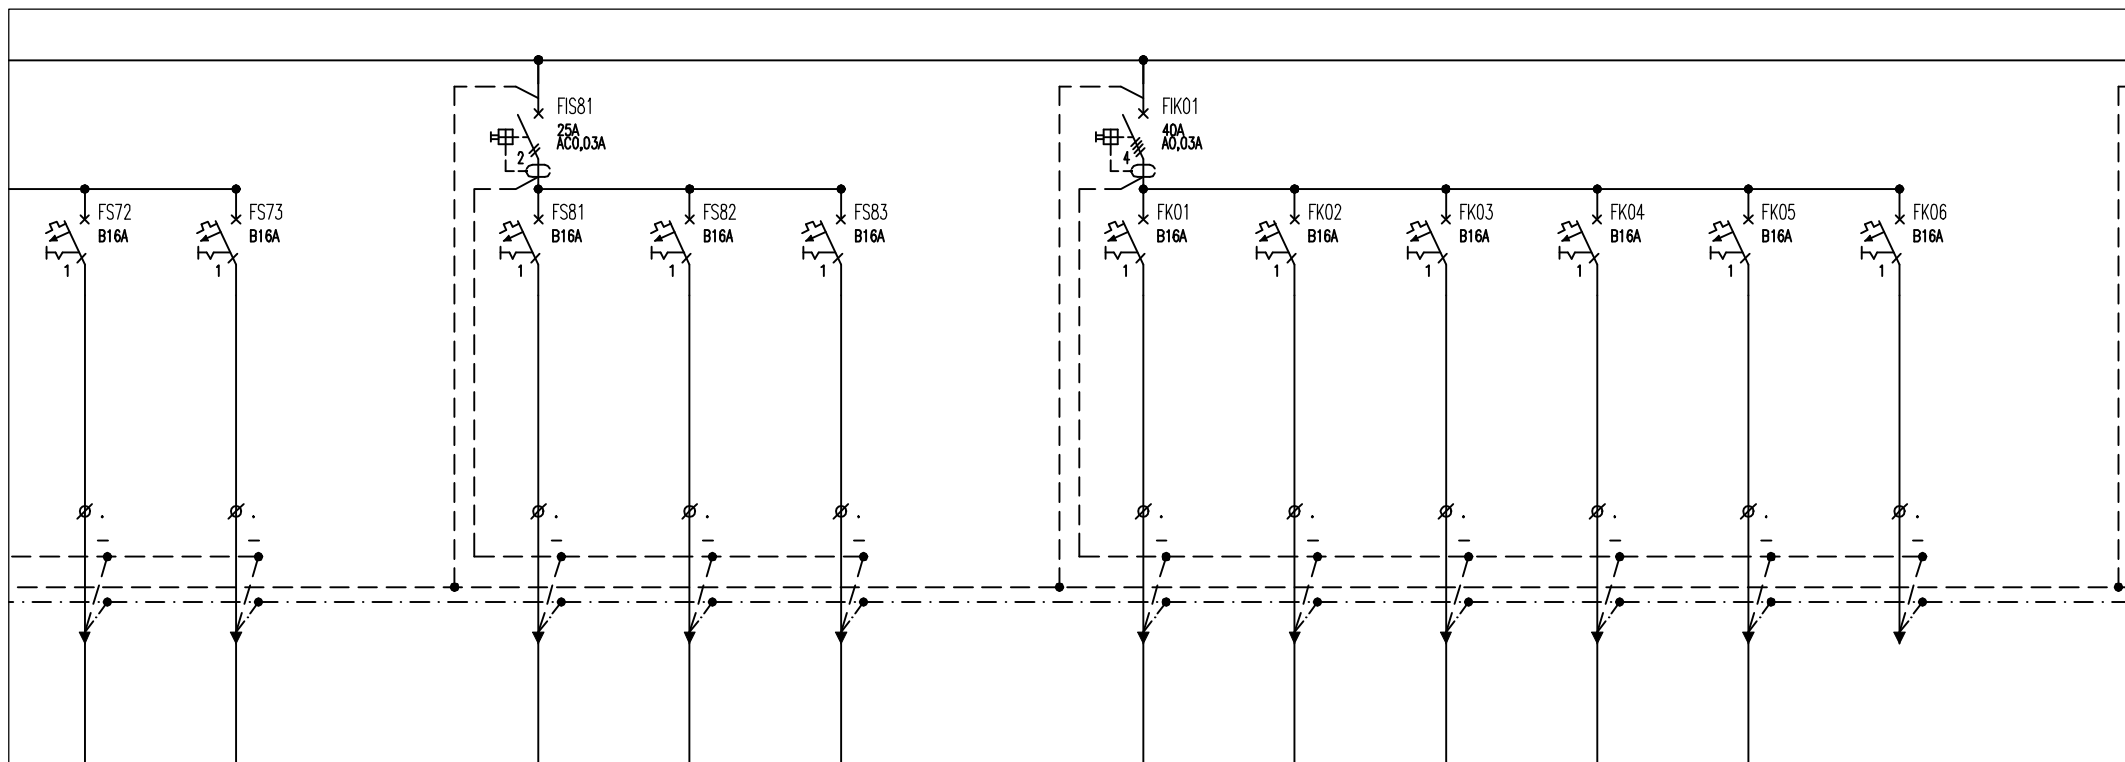 FIS81
25A
AC0,03A
2
FIK01
40A
A0,03A
4
FS72
B16A
1
FS73
B16A
1
FS81
B16A
1
FS82
B16A
1
FS83
B16A
1
FK01
B16A
1
FK02
B16A
1
FK03
B16A
1
FK04
B16A
1
FK05
B16A
1
FK06
B16A
1